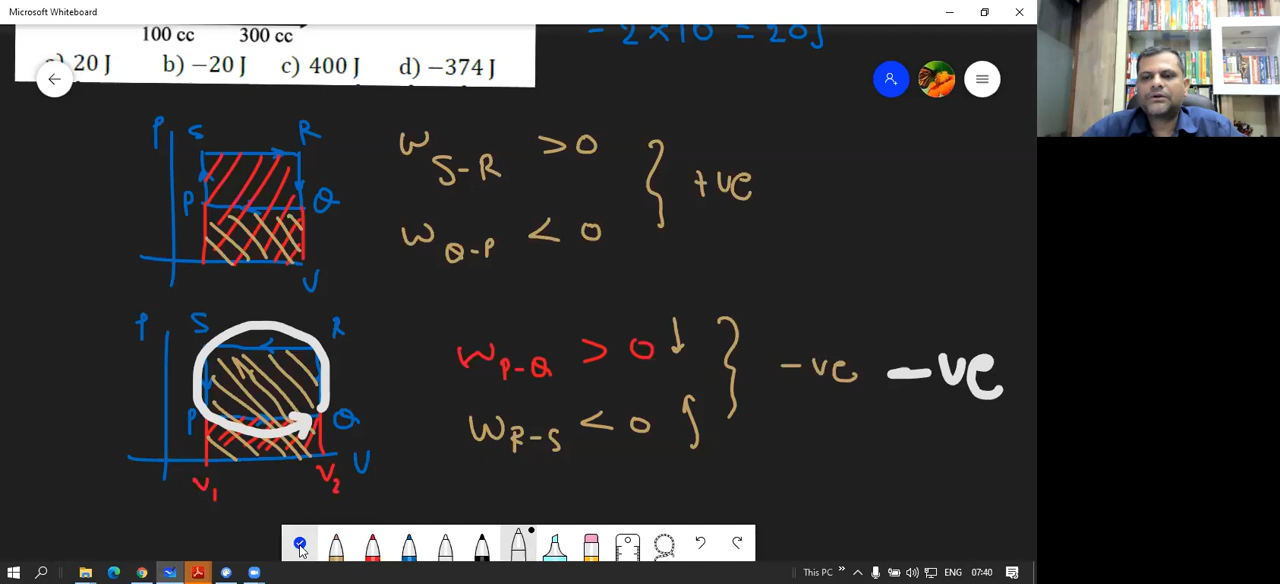 Microsoft Whiteboard
100 cc 300 cc
- 2 × 10 = 20J
a) 20 J b) −20 J c) 400 J d) −374 J
P S R
W S-R > 0
+ve
P Q
W Q-P < 0
V
P S R
W P-Q > 0 ↓
-ve -ve
P Q
W R-S < 0 ↑
V
V1 V2
This PC
ENG 07:40